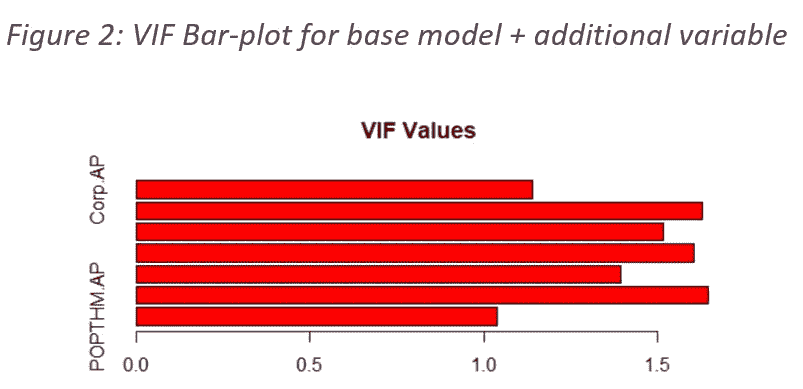 Figure 2: VIF Bar-plot for base model + additional variable
VIF Values
Corp.AP
POPTHM.AP
0.0 0.5 1.0 1.5